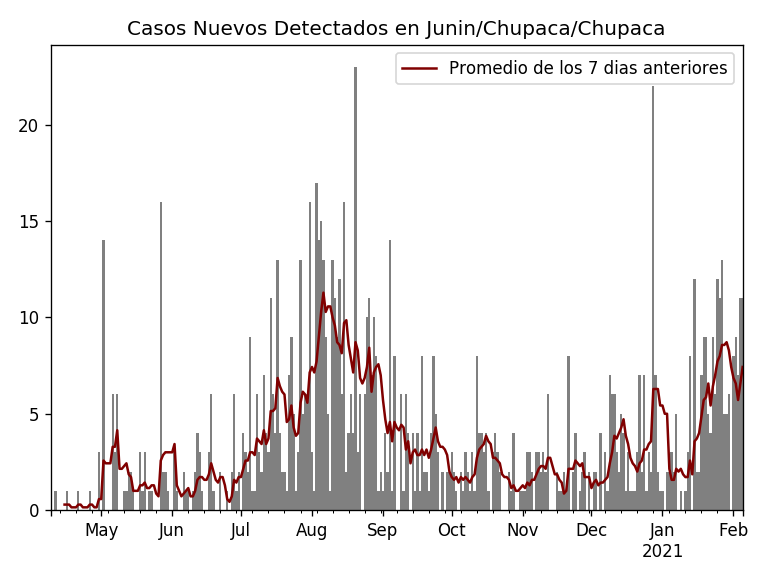 Casos Nuevos Detectados en Junin/Chupaca/Chupaca
Promedio de los 7 dias anteriores
20
15
10
5
0
May Jun Jul Aug Sep Oct Nov Dec Jan Feb
2021